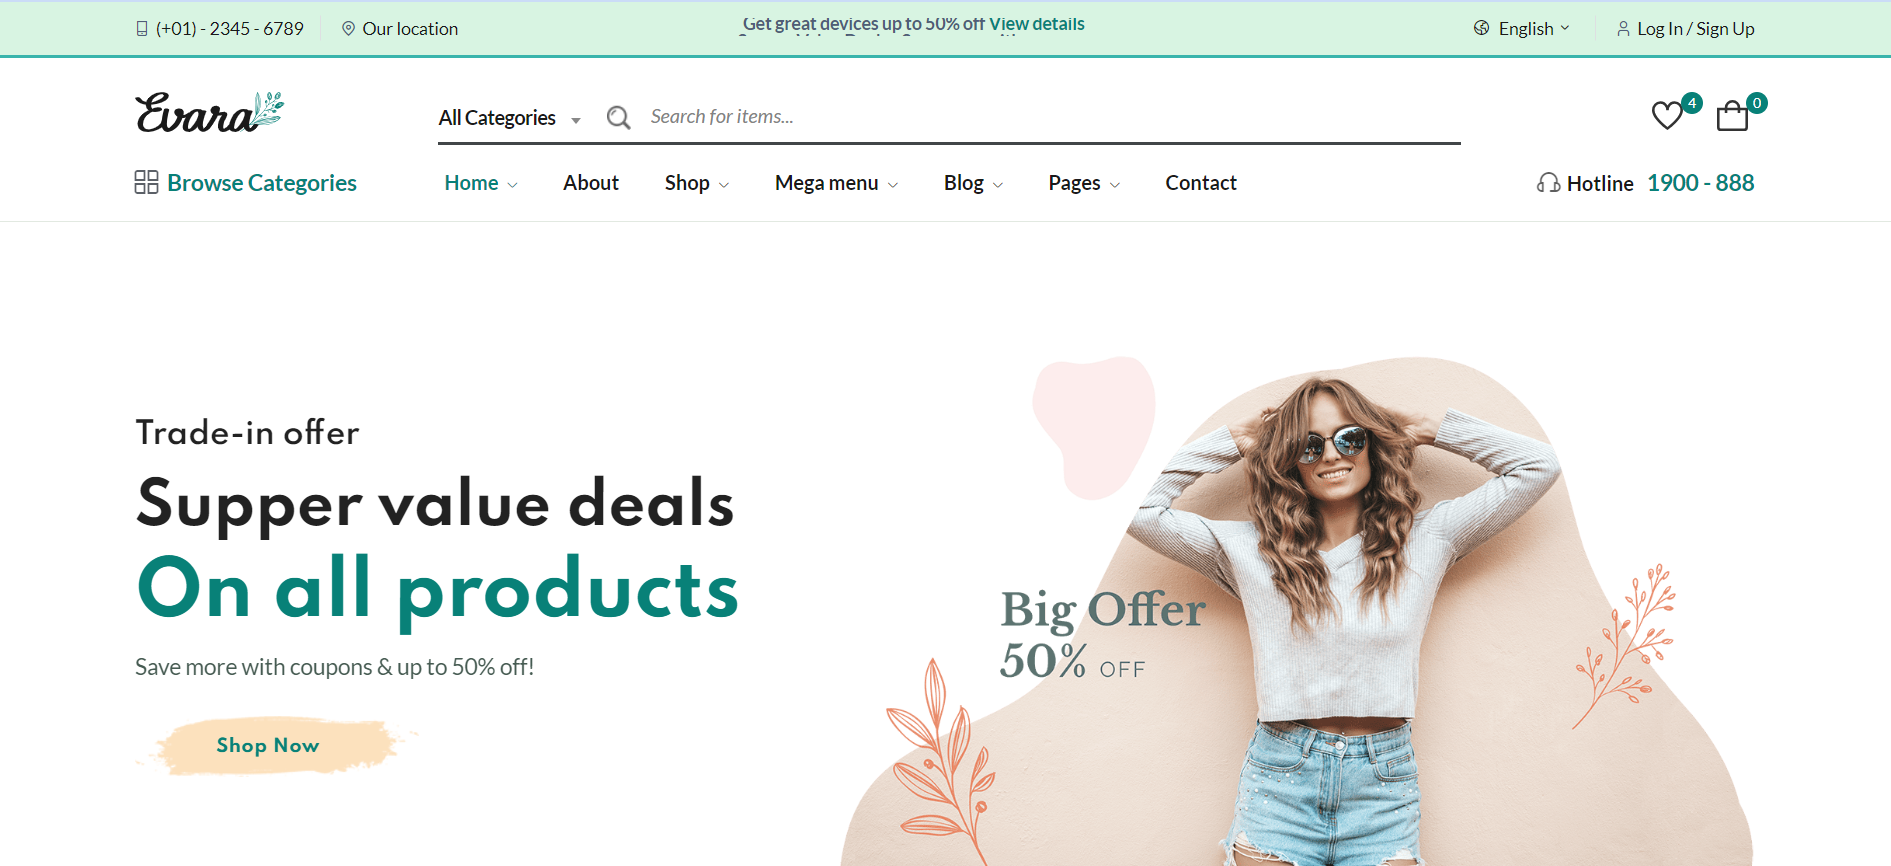 (+01) - 2345 - 6789
Our location
Get great devices up to 50% off View details
English
Log In / Sign Up
Evara
All Categories
Search for items...
4
0
Browse Categories
Home
About
Shop
Mega menu
Blog
Pages
Contact
Hotline 1900 - 888
Trade-in offer
Supper value deals
On all products
Save more with coupons & up to 50% off!
Shop Now
Big Offer
50% OFF